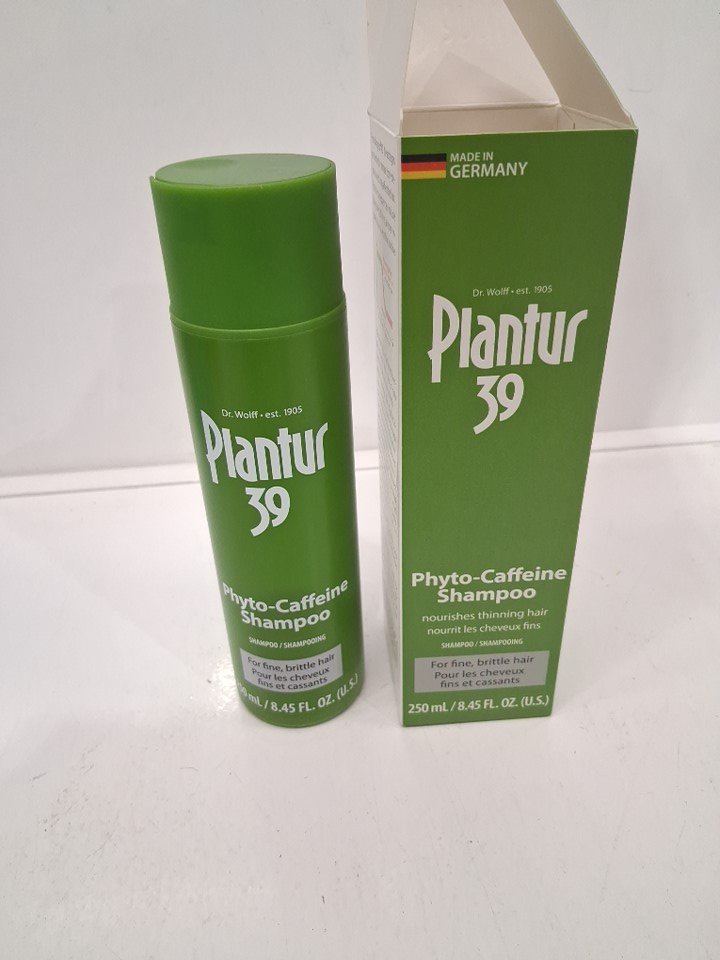 Dr. Wolff • est. 1905
Plantur
39
Phyto-Caffeine
Shampoo
SHAMPOO / SHAMPOOING
For fine, brittle hair
Pour les cheveux
fins et cassants
mL / 8.45 FL. OZ. (U.S.)
MADE IN
GERMANY
Dr. Wolff • est. 1905
Plantur
39
Phyto-Caffeine
Shampoo
nourishes thinning hair
nourrit les cheveux fins
SHAMPOO / SHAMPOOING
For fine, brittle hair
Pour les cheveux
fins et cassants
250 mL / 8.45 FL. OZ. (U.S.)